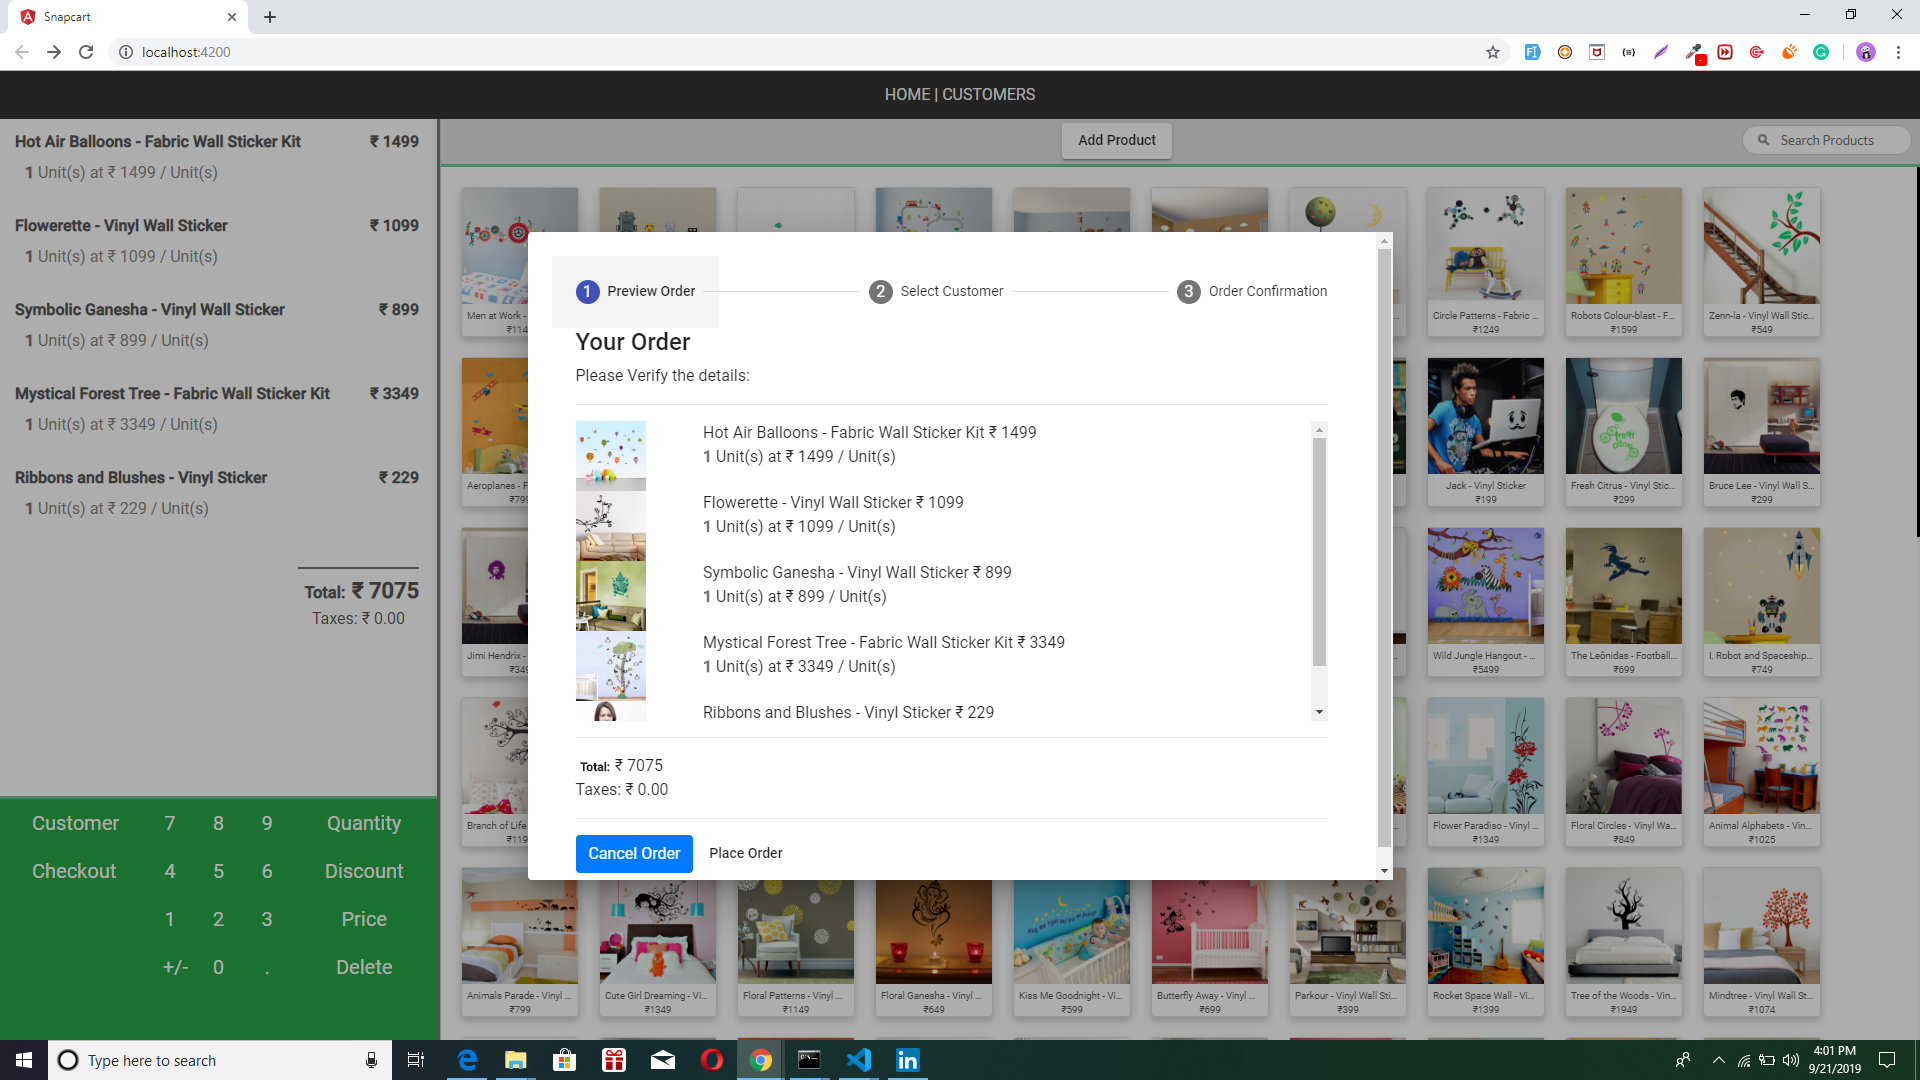 Snapcart
localhost:4200
HOME | CUSTOMERS
Hot Air Balloons - Fabric Wall Sticker Kit ₹ 1499
1 Unit(s) at ₹ 1499 / Unit(s)
Flowerette - Vinyl Wall Sticker ₹ 1099
1 Unit(s) at ₹ 1099 / Unit(s)
Symbolic Ganesha - Vinyl Wall Sticker ₹ 899
1 Unit(s) at ₹ 899 / Unit(s)
Mystical Forest Tree - Fabric Wall Sticker Kit ₹ 3349
1 Unit(s) at ₹ 3349 / Unit(s)
Ribbons and Blushes - Vinyl Sticker ₹ 229
1 Unit(s) at ₹ 229 / Unit(s)
Total: ₹ 7075
Taxes: ₹ 0.00
Customer 7 8 9 Quantity
Checkout 4 5 6 Discount
1 2 3 Price
+/- 0 . Delete
Add Product
Search Products
1 Preview Order
2 Select Customer
3 Order Confirmation
Your Order
Please Verify the details:
Hot Air Balloons - Fabric Wall Sticker Kit ₹ 1499
1 Unit(s) at ₹ 1499 / Unit(s)
Flowerette - Vinyl Wall Sticker ₹ 1099
1 Unit(s) at ₹ 1099 / Unit(s)
Symbolic Ganesha - Vinyl Wall Sticker ₹ 899
1 Unit(s) at ₹ 899 / Unit(s)
Mystical Forest Tree - Fabric Wall Sticker Kit ₹ 3349
1 Unit(s) at ₹ 3349 / Unit(s)
Ribbons and Blushes - Vinyl Sticker ₹ 229
Total: ₹ 7075
Taxes: ₹ 0.00
Cancel Order
Place Order
Men at Work -
₹114
Circle Patterns - Fabric ...
₹1249
Robots Colour-blast - F...
₹1599
Zenn-la - Vinyl Wall Stic...
₹549
Aeroplanes - F
₹799
Jack - Vinyl Sticker
₹199
Fresh Citrus - Vinyl Stic...
₹299
Bruce Lee - Vinyl Wall S...
₹299
Jimi Hendrix -
₹349
Wild Jungle Hangout - ...
₹5499
The Leônidas - Football...
₹699
I, Robot and Spaceship...
₹749
Branch of Life
₹119
Flower Paradiso - Vinyl ...
₹1349
Floral Circles - Vinyl Wa...
₹849
Animal Alphabets - Vin...
₹1025
Animals Parade - Vinyl ...
₹799
Cute Girl Dreaming - Vi...
₹1349
Floral Patterns - Vinyl ...
₹1149
Floral Ganesha - Vinyl ...
₹649
Kiss Me Goodnight - Vi...
₹599
Butterfly Away - Vinyl ...
₹699
Parkour - Vinyl Wall Sti...
₹399
Rocket Space Wall - Vi...
₹1399
Tree of the Woods - Vin...
₹1949
Mindtree - Vinyl Wall St...
₹1074
Type here to search
4:01 PM
9/21/2019